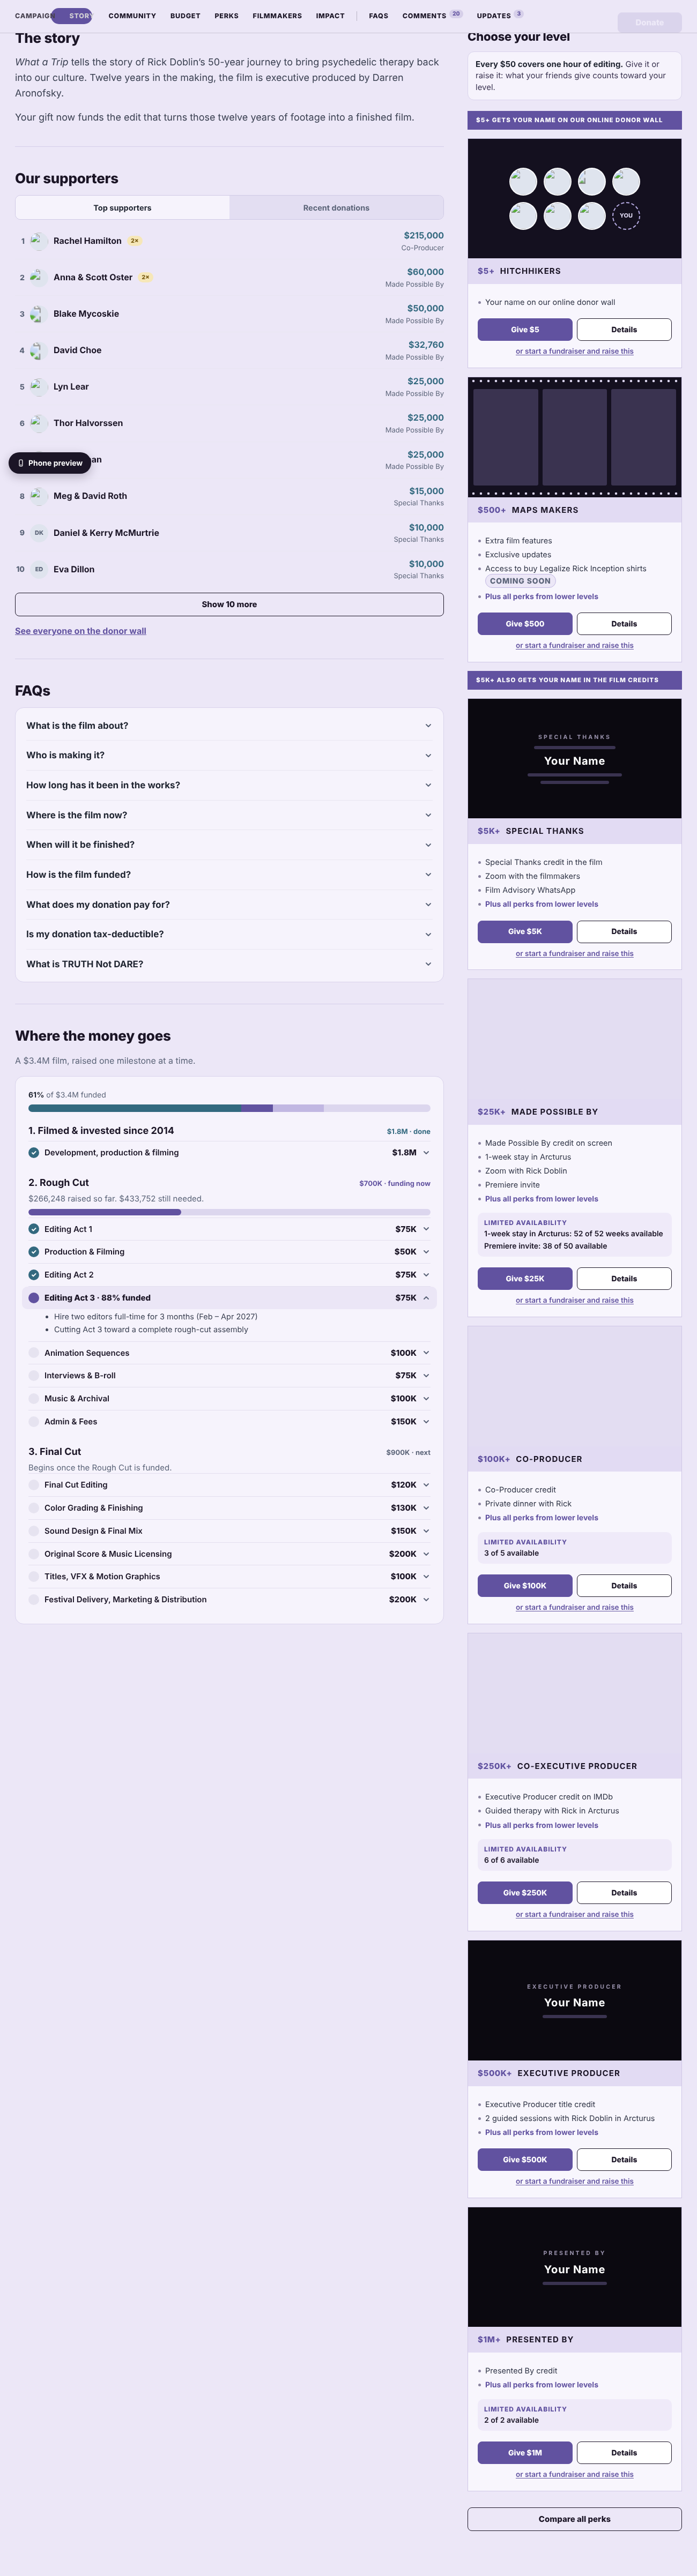 CAMPAIGN STORY COMMUNITY BUDGET PERKS FILMMAKERS IMPACT FAQS COMMENTS 20 UPDATES 3
Donate
The story
What a Trip tells the story of Rick Doblin’s 50-year journey to bring psychedelic therapy back
into our culture. Twelve years in the making, the film is executive produced by Darren
Aronofsky.
Your gift now funds the edit that turns those twelve years of footage into a finished film.
Our supporters
Top supporters Recent donations
1 Rachel Hamilton 2× $215,000
Co-Producer
2 Anna & Scott Oster 2× $60,000
Made Possible By
3 Blake Mycoskie $50,000
Made Possible By
4 David Choe $32,760
Made Possible By
5 Lyn Lear $25,000
Made Possible By
6 Thor Halvorssen $25,000
Made Possible By
Phone preview $25,000
Made Possible By
8 Meg & David Roth $15,000
Special Thanks
9 DK Daniel & Kerry McMurtrie $10,000
Special Thanks
10 ED Eva Dillon $10,000
Special Thanks
Show 10 more
See everyone on the donor wall
FAQs
What is the film about?
Who is making it?
How long has it been in the works?
Where is the film now?
When will it be finished?
How is the film funded?
What does my donation pay for?
Is my donation tax-deductible?
What is TRUTH Not DARE?
Where the money goes
A $3.4M film, raised one milestone at a time.
61% of $3.4M funded
1. Filmed & invested since 2014 $1.8M · done
Development, production & filming $1.8M
2. Rough Cut $700K · funding now
$266,248 raised so far. $433,752 still needed.
Editing Act 1 $75K
Production & Filming $50K
Editing Act 2 $75K
Editing Act 3 · 88% funded $75K
• Hire two editors full-time for 3 months (Feb – Apr 2027)
• Cutting Act 3 toward a complete rough-cut assembly
Animation Sequences $100K
Interviews & B-roll $75K
Music & Archival $100K
Admin & Fees $150K
3. Final Cut $900K · next
Begins once the Rough Cut is funded.
Final Cut Editing $120K
Color Grading & Finishing $130K
Sound Design & Final Mix $150K
Original Score & Music Licensing $200K
Titles, VFX & Motion Graphics $100K
Festival Delivery, Marketing & Distribution $200K
Choose your level
Every $50 covers one hour of editing. Give it or
raise it: what your friends give counts toward your
level.
$5+ GETS YOUR NAME ON OUR ONLINE DONOR WALL
YOU
$5+ HITCHHIKERS
• Your name on our online donor wall
Give $5 Details
or start a fundraiser and raise this
$500+ MAPS MAKERS
• Extra film features
• Exclusive updates
• Access to buy Legalize Rick Inception shirts
COMING SOON
• Plus all perks from lower levels
Give $500 Details
or start a fundraiser and raise this
$5K+ ALSO GETS YOUR NAME IN THE FILM CREDITS
SPECIAL THANKS
Your Name
$5K+ SPECIAL THANKS
• Special Thanks credit in the film
• Zoom with the filmmakers
• Film Advisory WhatsApp
• Plus all perks from lower levels
Give $5K Details
or start a fundraiser and raise this
$25K+ MADE POSSIBLE BY
• Made Possible By credit on screen
• 1-week stay in Arcturus
• Zoom with Rick Doblin
• Premiere invite
• Plus all perks from lower levels
LIMITED AVAILABILITY
1-week stay in Arcturus: 52 of 52 weeks available
Premiere invite: 38 of 50 available
Give $25K Details
or start a fundraiser and raise this
$100K+ CO-PRODUCER
• Co-Producer credit
• Private dinner with Rick
• Plus all perks from lower levels
LIMITED AVAILABILITY
3 of 5 available
Give $100K Details
or start a fundraiser and raise this
$250K+ CO-EXECUTIVE PRODUCER
• Executive Producer credit on IMDb
• Guided therapy with Rick in Arcturus
• Plus all perks from lower levels
LIMITED AVAILABILITY
6 of 6 available
Give $250K Details
or start a fundraiser and raise this
EXECUTIVE PRODUCER
Your Name
$500K+ EXECUTIVE PRODUCER
• Executive Producer title credit
• 2 guided sessions with Rick Doblin in Arcturus
• Plus all perks from lower levels
Give $500K Details
or start a fundraiser and raise this
PRESENTED BY
Your Name
$1M+ PRESENTED BY
• Presented By credit
• Plus all perks from lower levels
LIMITED AVAILABILITY
2 of 2 available
Give $1M Details
or start a fundraiser and raise this
Compare all perks